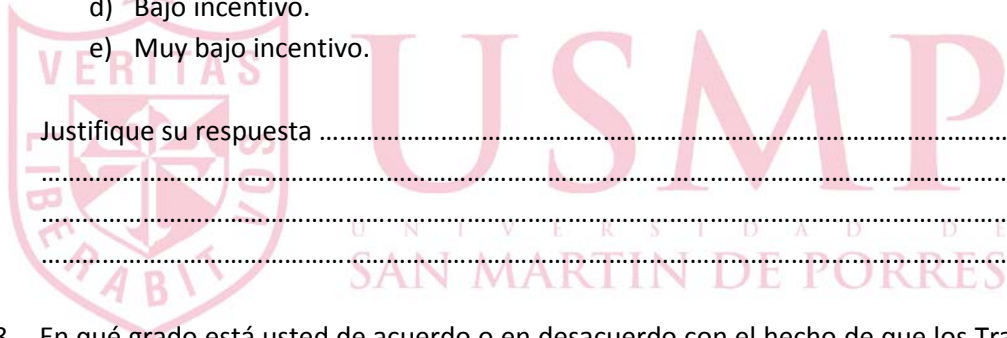 d) Bajo incentivo.
e) Muy bajo incentivo.
VERITAS LIBERABIT VOS
USMP
UNIVERSIDAD DE
SAN MARTIN DE PORRES
Justifique su respuesta ................................................................................
................................................................................
................................................................................
................................................................................
3. En qué grado está usted de acuerdo o en desacuerdo con el hecho de que los Tra